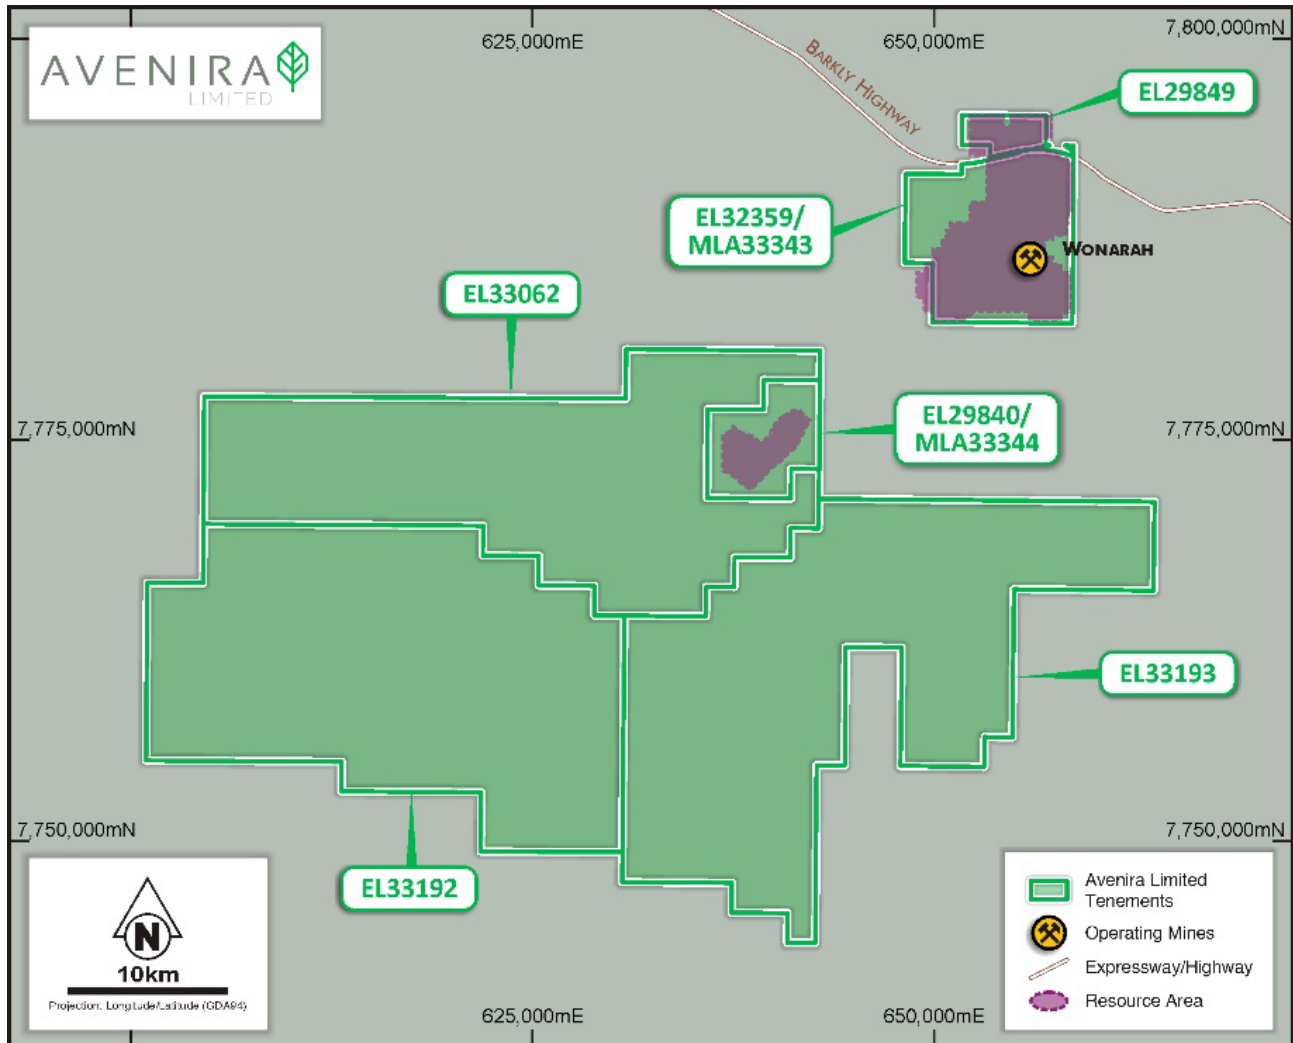 AVENIRA
LIMITED
625,000mE
650,000mE
7,800,000mN
BARKLY HIGHWAY
EL29849
EL32359/
MLA33343
WONARAH
EL33062
7,775,000mN
EL29840/
MLA33344
7,775,000mN
EL33193
7,750,000mN
7,750,000mN
EL33192
N
10km
Projection: Longitude/Latitude (GDA94)
Avenira Limited
Tenements
Operating Mines
Expressway/Highway
Resource Area
625,000mE
650,000mE